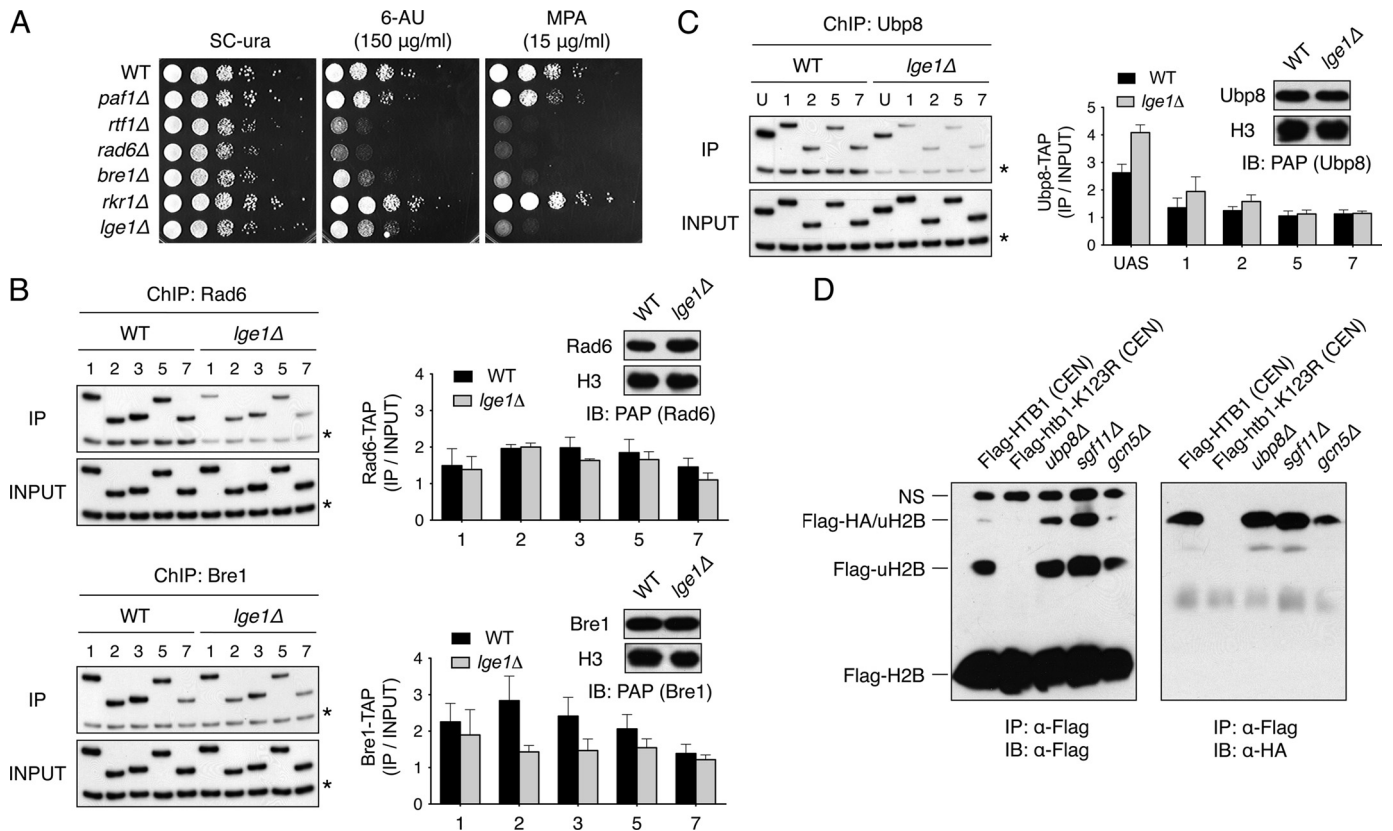 A
SC-ura
6-AU
(150 µg/ml)
MPA
(15 µg/ml)
WT
paf1Δ
rtf1Δ
rad6Δ
bre1Δ
rkr1Δ
lge1Δ
B
ChIP: Rad6
WT lge1Δ
1 2 3 5 7 1 2 3 5 7
IP
*
INPUT
*
WT lge1Δ
Rad6
H3
IB: PAP (Rad6)
WT
lge1Δ
Rad6-TAP
(IP / INPUT)
4
3
2
1
0
1 2 3 5 7
ChIP: Bre1
WT lge1Δ
1 2 3 5 7 1 2 3 5 7
IP
*
INPUT
*
WT lge1Δ
Bre1
H3
IB: PAP (Bre1)
WT
lge1Δ
Bre1-TAP
(IP / INPUT)
4
3
2
1
0
1 2 3 5 7
C
ChIP: Ubp8
WT lge1Δ
U 1 2 5 7 U 1 2 5 7
IP
*
INPUT
*
WT lge1Δ
Ubp8
H3
IB: PAP (Ubp8)
WT
lge1Δ
Ubp8-TAP
(IP / INPUT)
5
4
3
2
1
0
UAS 1 2 5 7
D
Flag-HTB1 (CEN)
Flag-htb1-K123R (CEN)
ubp8Δ
sgf11Δ
gcn5Δ
Flag-HTB1 (CEN)
Flag-htb1-K123R (CEN)
ubp8Δ
sgf11Δ
gcn5Δ
NS
Flag-HA/uH2B
Flag-uH2B
Flag-H2B
IP: α-Flag
IB: α-Flag
IP: α-Flag
IB: α-HA